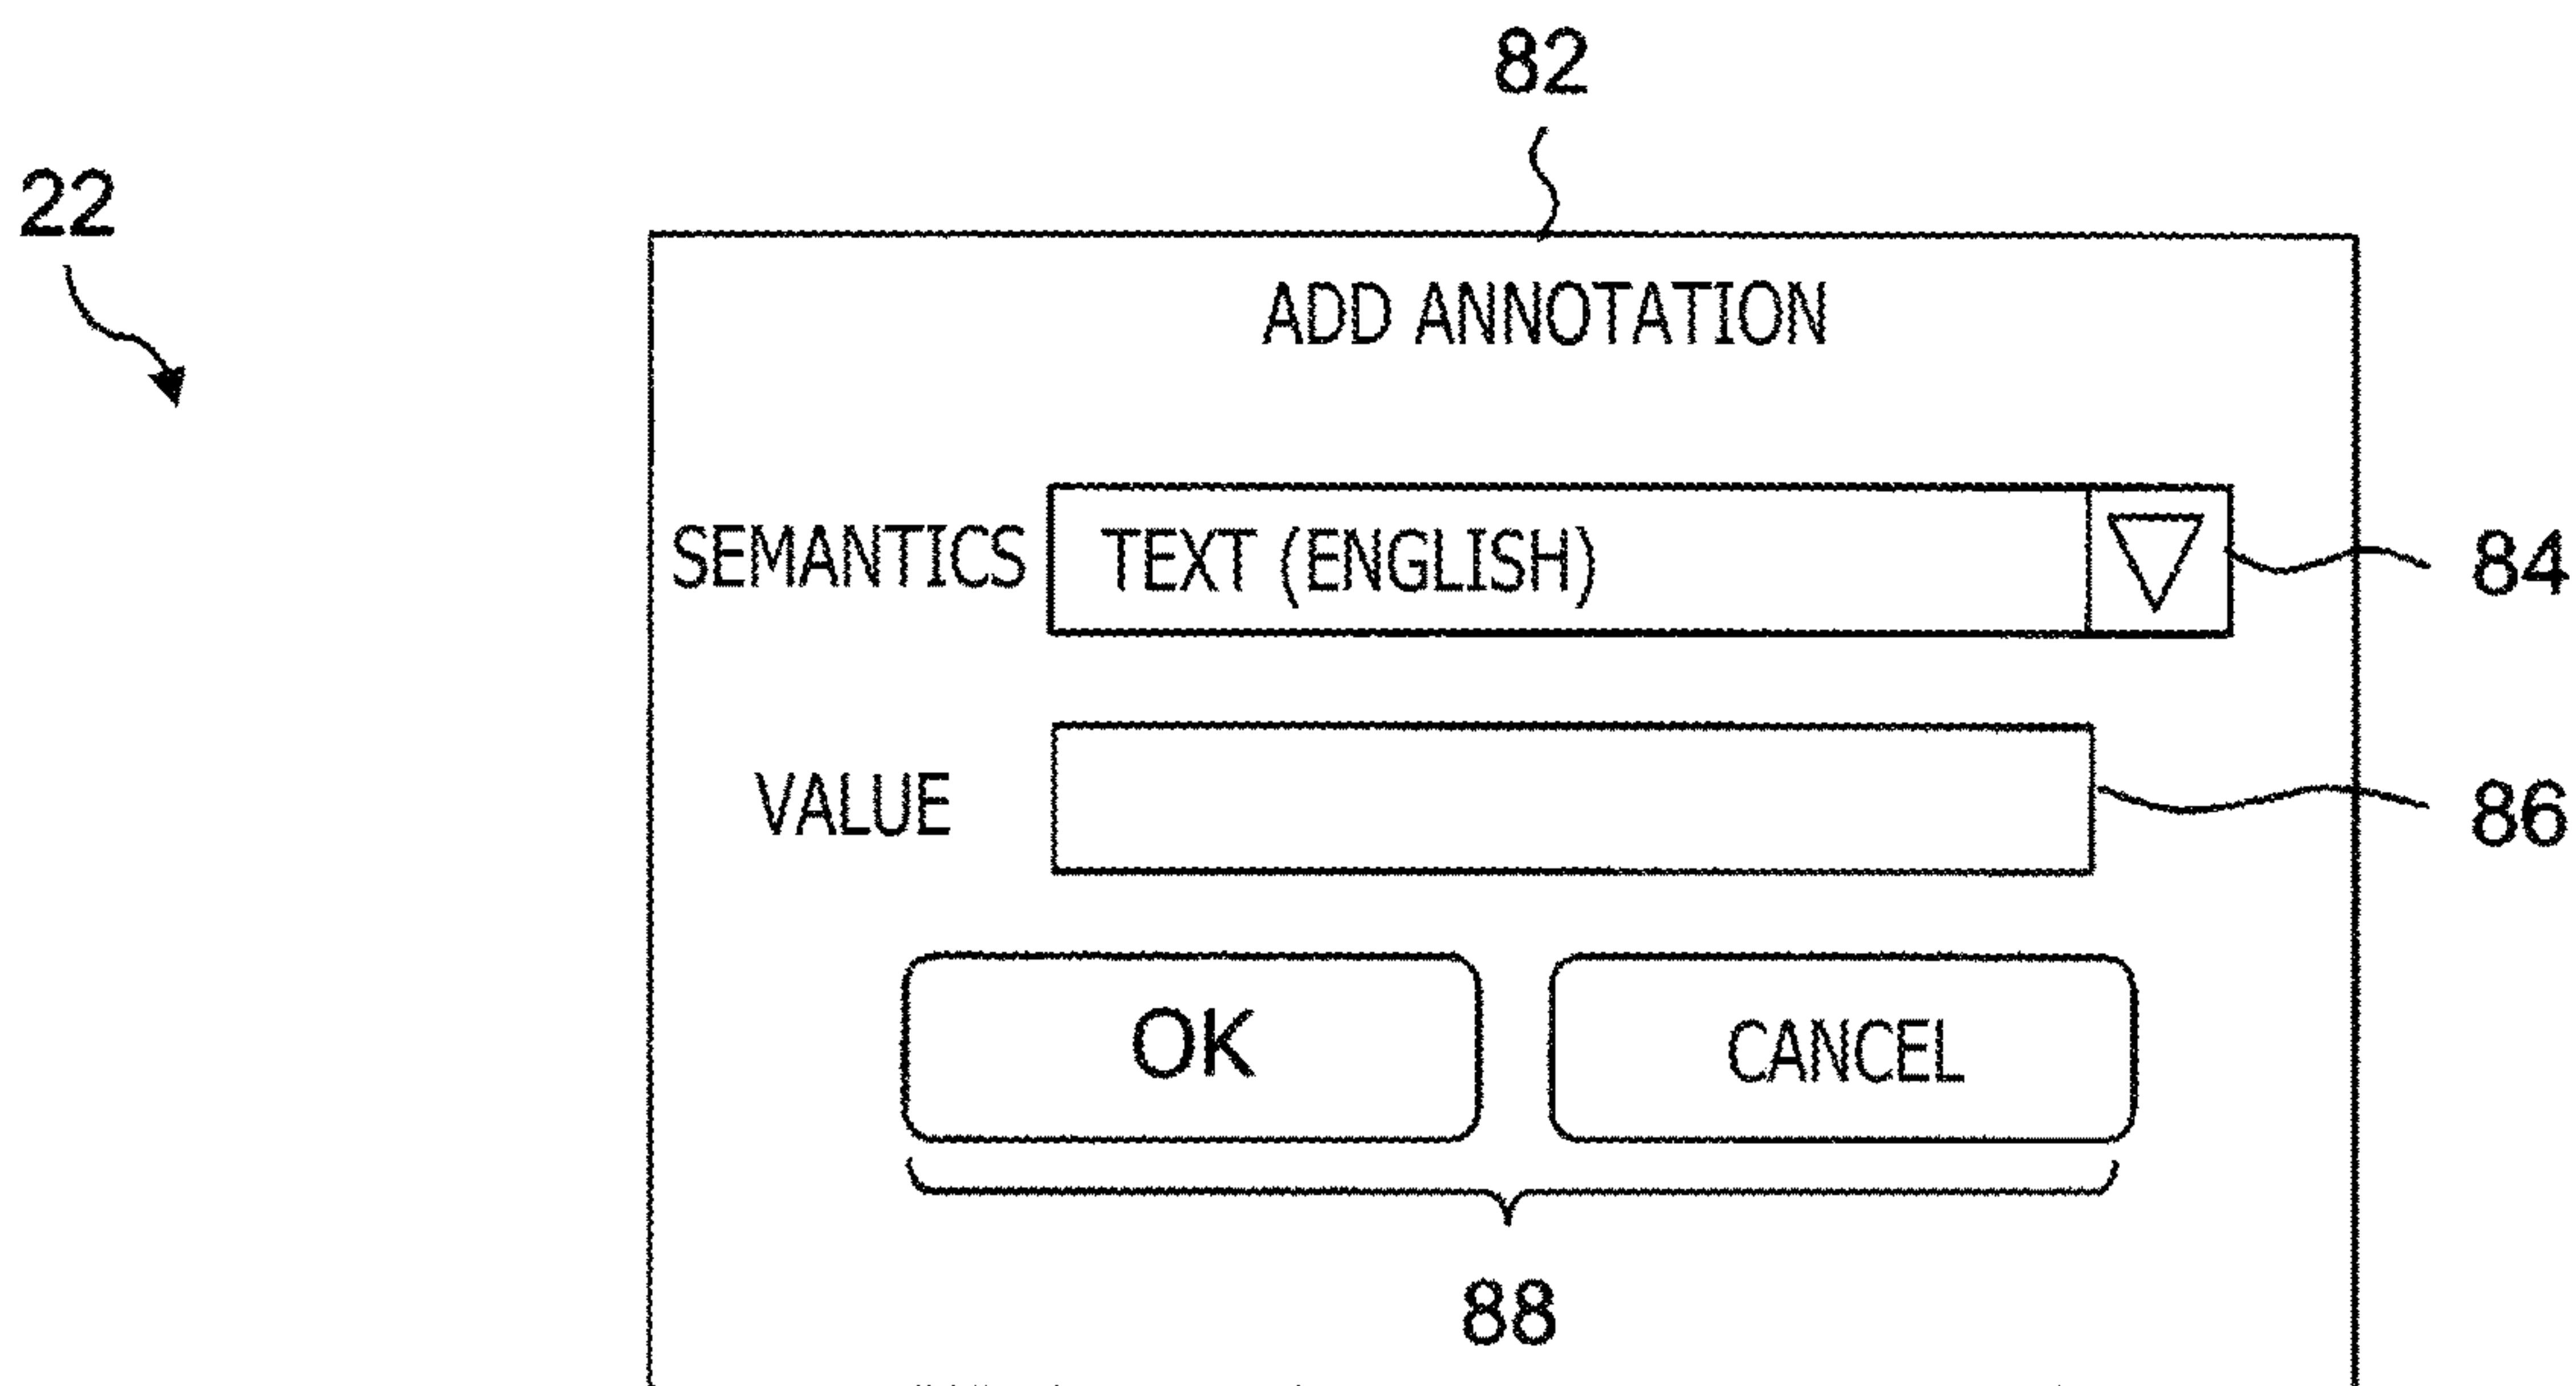 82
22
ADD ANNOTATION
SEMANTICS TEXT (ENGLISH) 84
VALUE 86
OK CANCEL
88